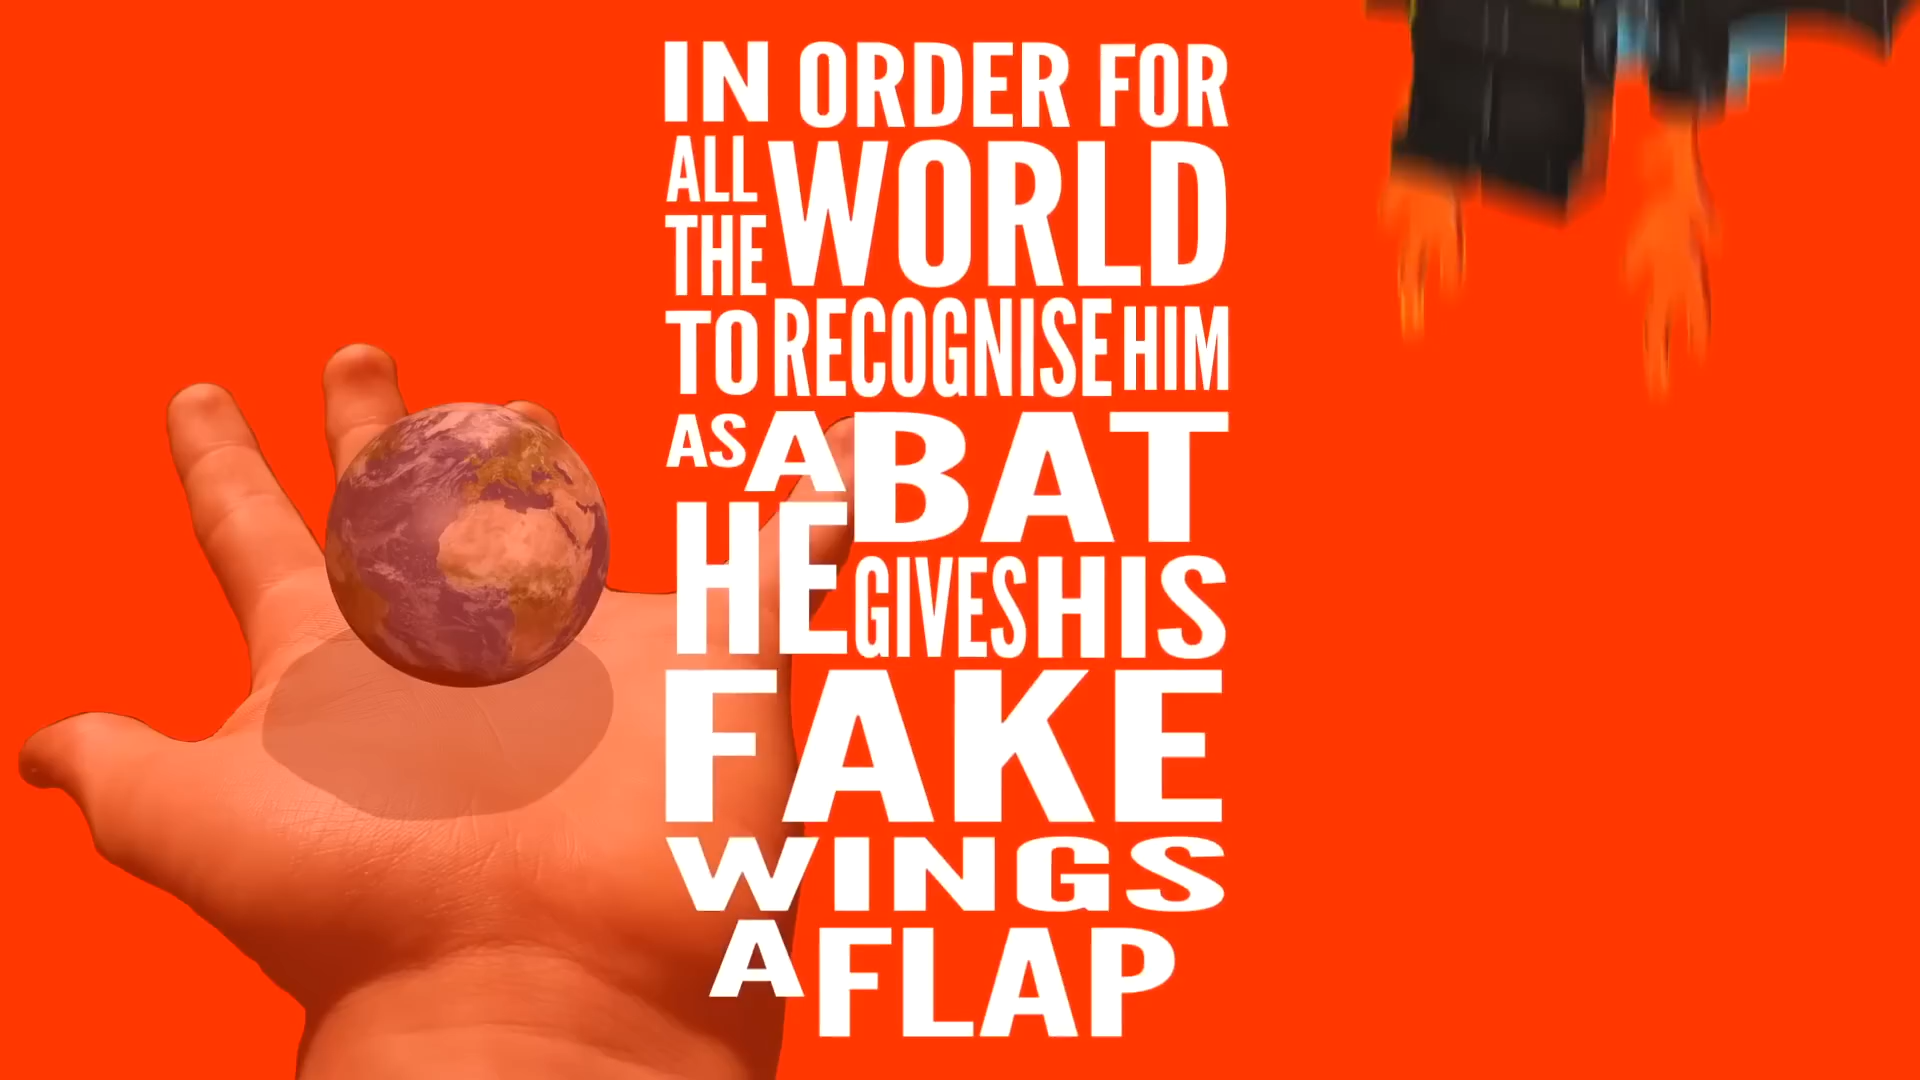 IN ORDER FOR
ALL THE WORLD
TO RECOGNISE HIM
AS A BAT
HE GIVES HIS
FAKE
WINGS
A FLAP